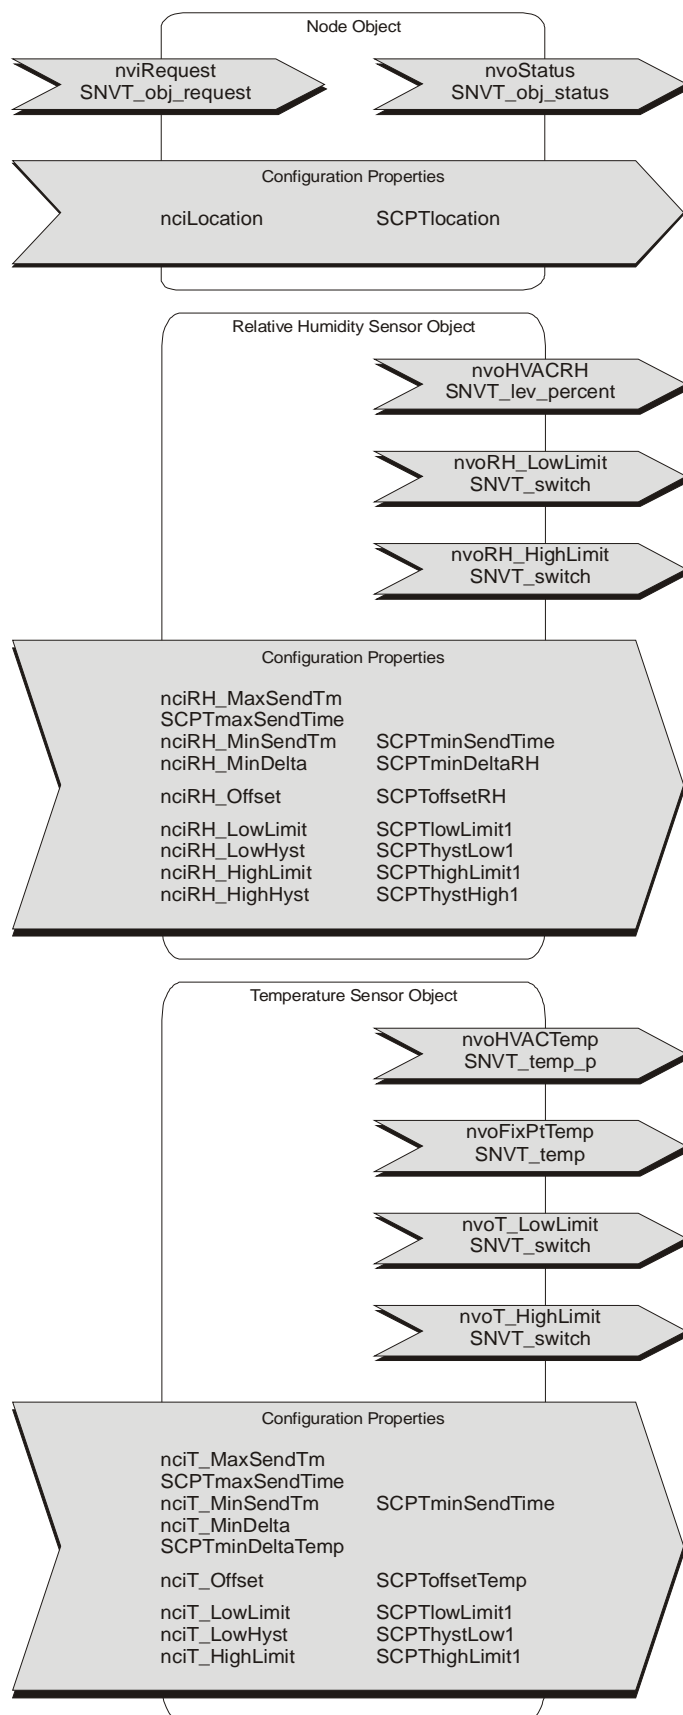 Node Object
nviRequest
SNVT_obj_request
nvoStatus
SNVT_obj_status
Configuration Properties
nciLocation SCPTlocation
Relative Humidity Sensor Object
nvoHVACRH
SNVT_lev_percent
nvoRH_LowLimit
SNVT_switch
nvoRH_HighLimit
SNVT_switch
Configuration Properties
nciRH_MaxSendTm
SCPTmaxSendTime
nciRH_MinSendTm SCPTminSendTime
nciRH_MinDelta SCPTminDeltaRH
nciRH_Offset SCPToffsetRH
nciRH_LowLimit SCPTlowLimit1
nciRH_LowHyst SCPThystLow1
nciRH_HighLimit SCPThighLimit1
nciRH_HighHyst SCPThystHigh1
Temperature Sensor Object
nvoHVACTemp
SNVT_temp_p
nvoFixPtTemp
SNVT_temp
nvoT_LowLimit
SNVT_switch
nvoT_HighLimit
SNVT_switch
Configuration Properties
nciT_MaxSendTm
SCPTmaxSendTime
nciT_MinSendTm SCPTminSendTime
nciT_MinDelta
SCPTminDeltaTemp
nciT_Offset SCPToffsetTemp
nciT_LowLimit SCPTlowLimit1
nciT_LowHyst SCPThystLow1
nciT_HighLimit SCPThighLimit1